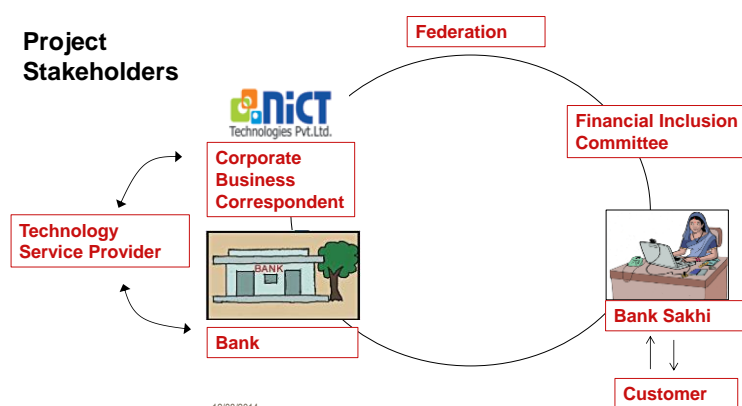 Project
Stakeholders
Federation
nicT
Technologies Pvt.Ltd.
Financial Inclusion
Committee
Corporate
Business
Correspondent
Technology
Service Provider
BANK
Bank Sakhi
Bank
Customer